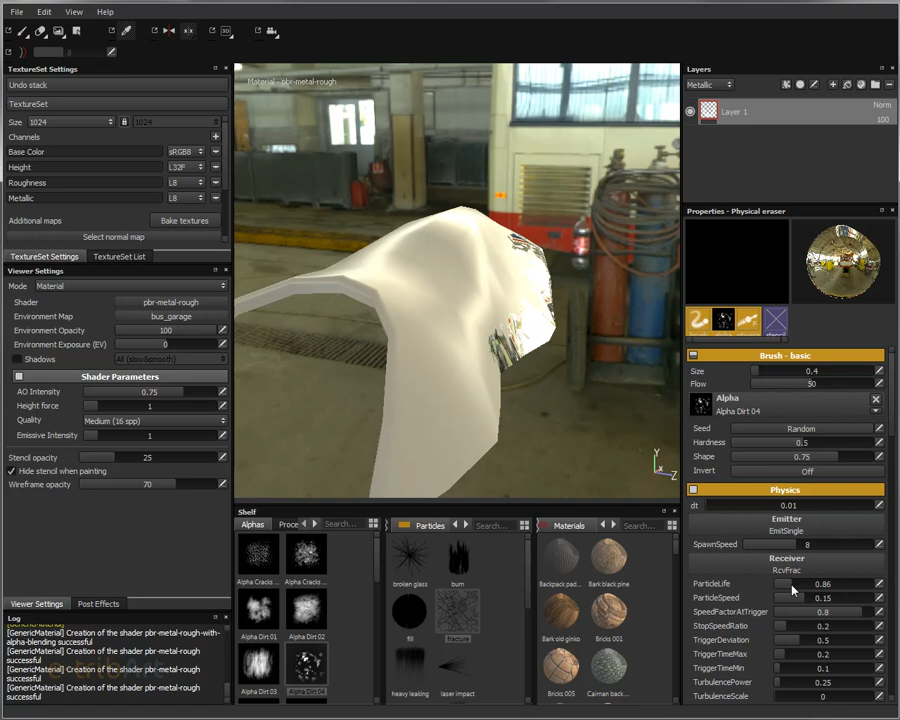 File Edit View Help
TextureSet Settings
Undo stack
TextureSet
Size 1024 1024
Channels
Base Color sRGB8
Height L32F
Roughness L8
Metallic L8
Additional maps Bake textures
Select normal map
TextureSet Settings TextureSet List
Viewer Settings
Mode Material
Shader pbr-metal-rough
Environment Map bus_garage
Environment Opacity 100
Environment Exposure (EV) 0
Shadows All (slow&smooth)
Shader Parameters
AO Intensity 0.75
Height force 1
Quality Medium (16 spp)
Emissive Intensity 1
Stencil opacity 25
Hide stencil when painting
Wireframe opacity 70
Viewer Settings Post Effects
Log
[GenericMaterial] Creation of the shader pbr-metal-rough-with-
alpha-blending successful
[GenericMaterial] Creation of the shader pbr-metal-rough
successful
[GenericMaterial] Creation of the shader pbr-metal-rough
successful
[GenericMaterial] Creation of the shader pbr-metal-rough
successful
Material - pbr-metal-rough
Y
X
Z
Shelf
Alphas Proce Search...
Alpha Cracks ...
Alpha Cracks ...
Alpha Dirt 01
Alpha Dirt 02
Alpha Dirt 03
Alpha Dirt 04
Particles Search...
broken glass
burn
fill
fracture
heavy leaking
laser impact
Materials Search...
Backpack pad...
Bark black pine
Bark old ginko
Bricks 001
Bricks 005
Caiman back...
Layers
Metallic
Layer 1 Norm
100
Properties - Physical eraser
brush
stencil
Brush - basic
Size 0.4
Flow 50
Alpha
Alpha Dirt 04
Seed Random
Hardness 0.5
Shape 0.75
Invert Off
Physics
dt 0.01
Emitter
EmitSingle
SpawnSpeed 8
Receiver
RcvFrac
ParticleLife 0.86
ParticleSpeed 0.15
SpeedFactorAtTrigger 0.8
StopSpeedRatio 0.2
TriggerDeviation 0.5
TriggerTimeMax 0.2
TriggerTimeMin 0.1
TurbulencePower 0.25
TurbulenceScale 0